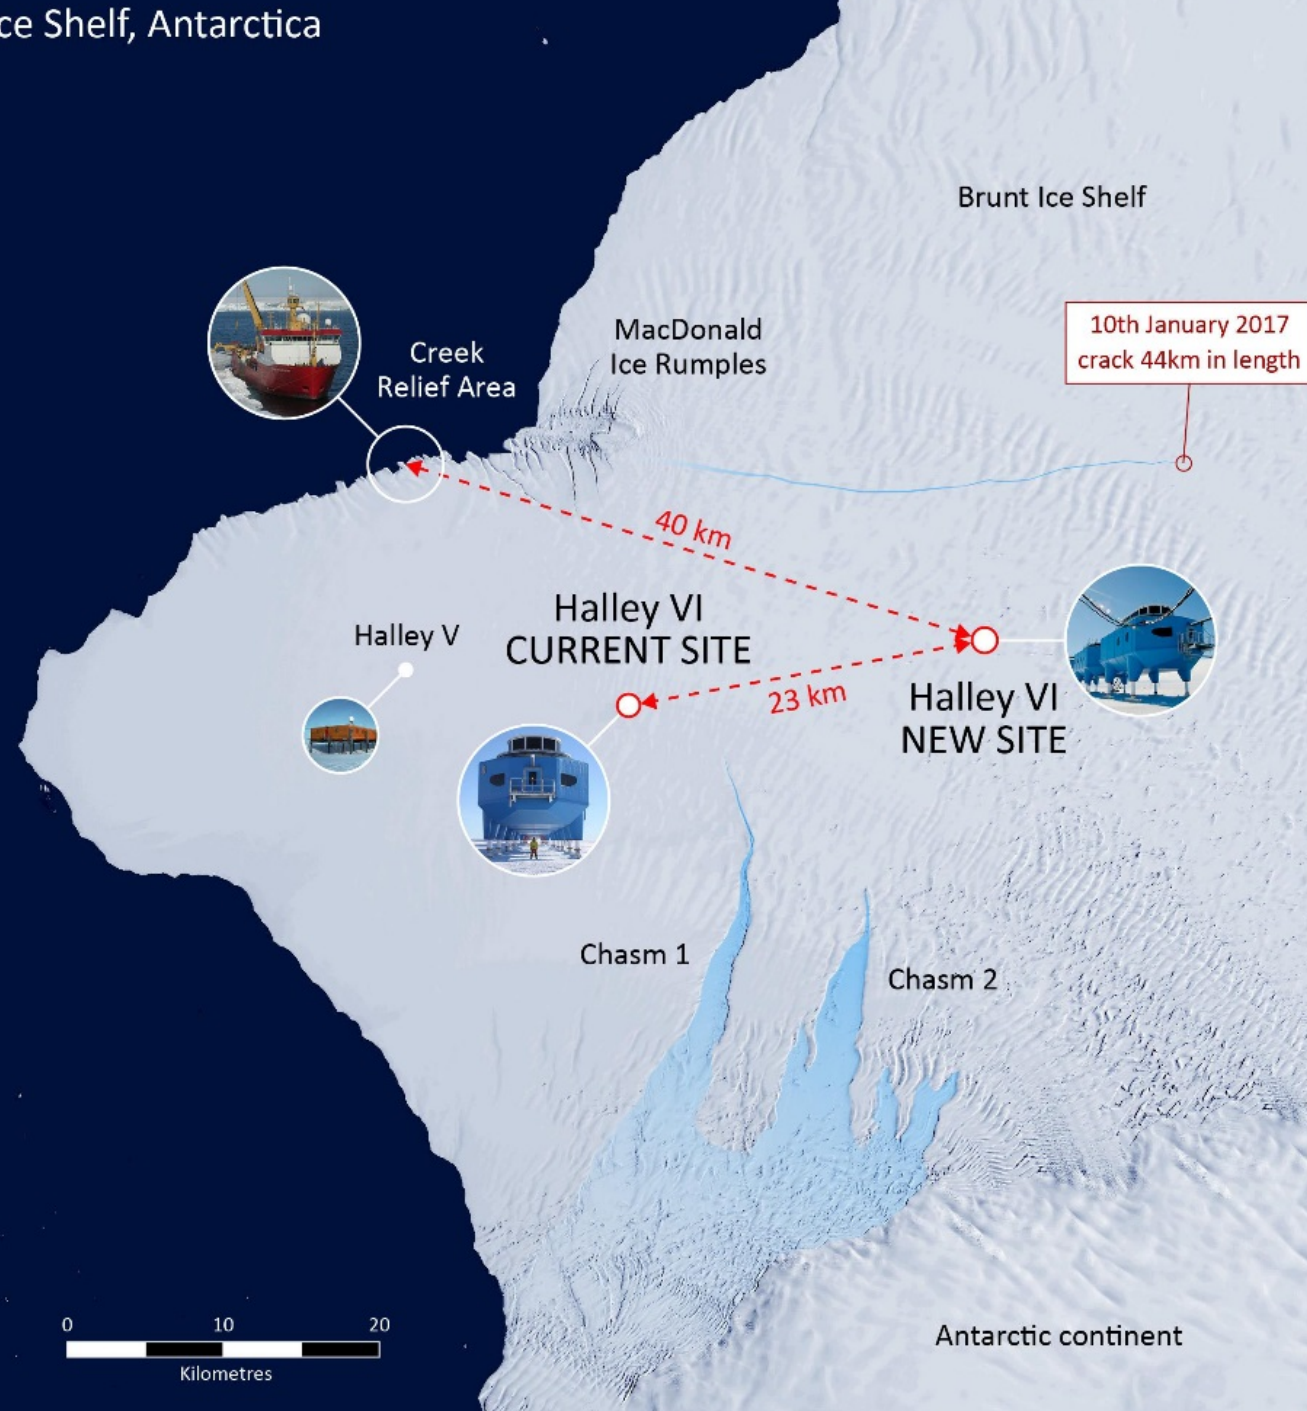 ce Shelf, Antarctica
Brunt Ice Shelf
10th January 2017
crack 44km in length
MacDonald
Ice Rumples
Creek
Relief Area
40 km
Halley VI
CURRENT SITE
Halley V
23 km
Halley VI
NEW SITE
Chasm 1
Chasm 2
0 10 20
Kilometres
Antarctic continent